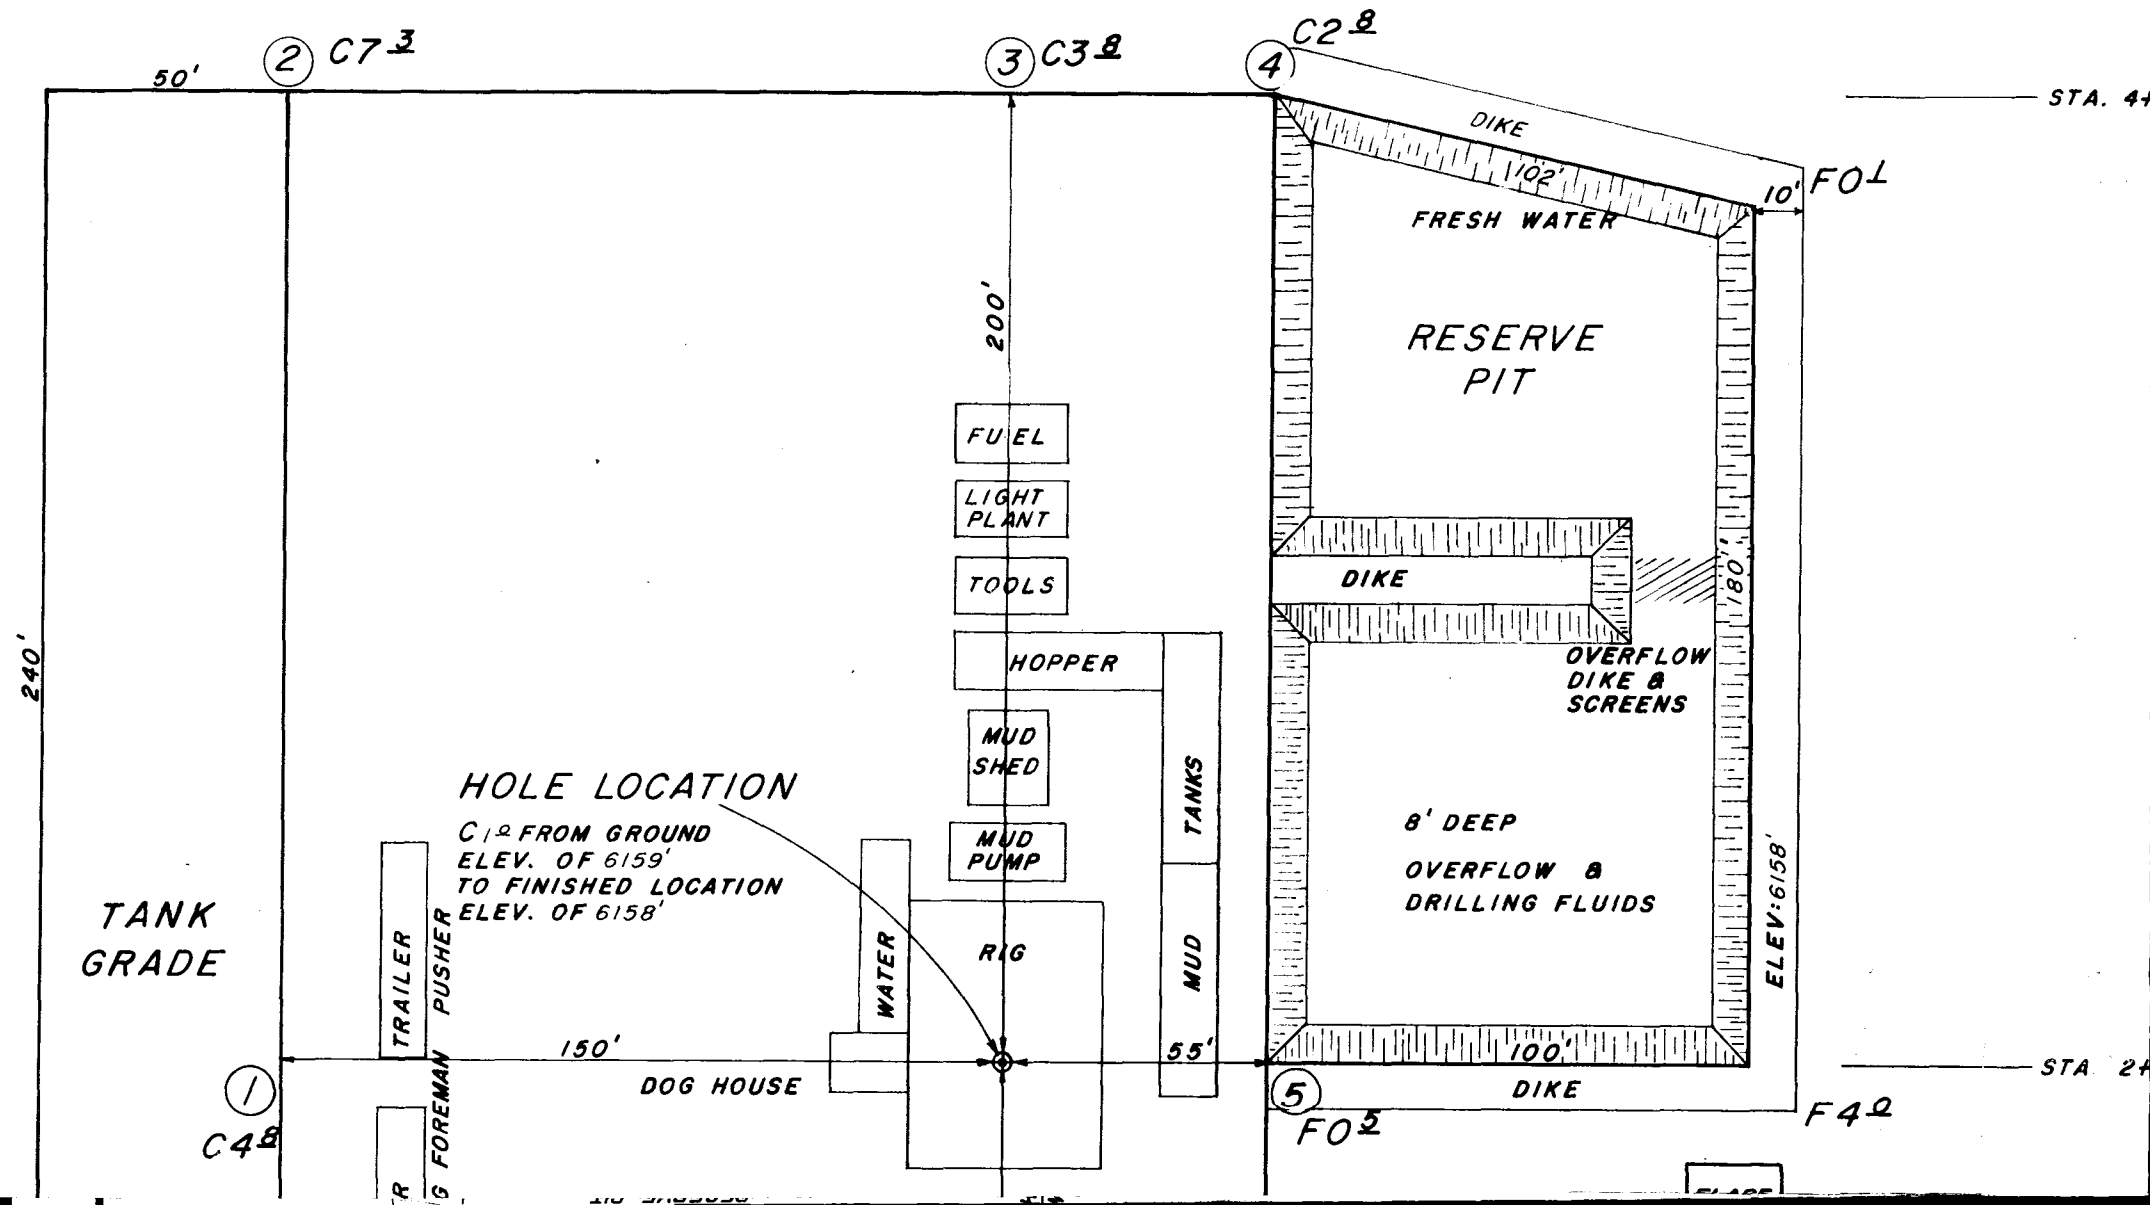 50'
2 C7 3
3 C3 8
4 C2 8
STA. 4+
DIKE
102'
FRESH WATER
10'
F0 1
200'
RESERVE
PIT
FUEL
LIGHT
PLANT
TOOLS
DIKE
180'
240'
HOPPER
OVERFLOW
DIKE &
SCREENS
MUD
SHED
MUD
PUMP
MUD TANKS
HOLE LOCATION
C 1 0 FROM GROUND
ELEV. OF 6159'
TO FINISHED LOCATION
ELEV. OF 6158'
8' DEEP
OVERFLOW &
DRILLING FLUIDS
ELEV: 6158'
TANK
GRADE
TRAILER
G FOREMAN PUSHER
WATER
RIG
150'
55'
100'
STA 2+
DOG HOUSE
DIKE
1
C4 8
5
F0 5
F4 0
R